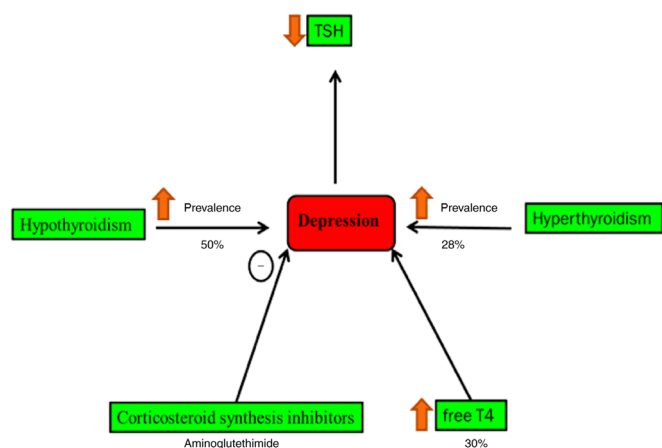 TSH
Prevalence
Prevalence
Hypothyroidism
Depression
Hyperthyroidism
50%
28%
−
Corticosteroid synthesis inhibitors
free T4
Aminoglutethimide
30%